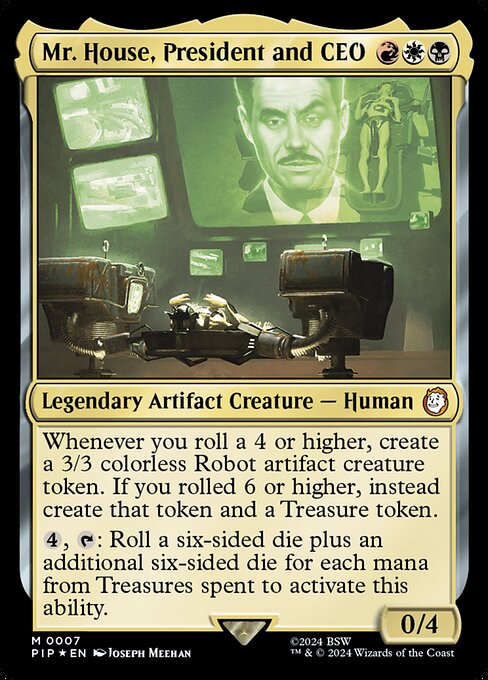 Mr. House, President and CEO
Legendary Artifact Creature — Human
Whenever you roll a 4 or higher, create
a 3/3 colorless Robot artifact creature
token. If you rolled 6 or higher, instead
create that token and a Treasure token.
4, : Roll a six-sided die plus an
additional six-sided die for each mana
from Treasures spent to activate this
ability.
0/4
M 0007
PIP ★ EN Joseph Meehan
©2024 BSW
™ & © 2024 Wizards of the Coast